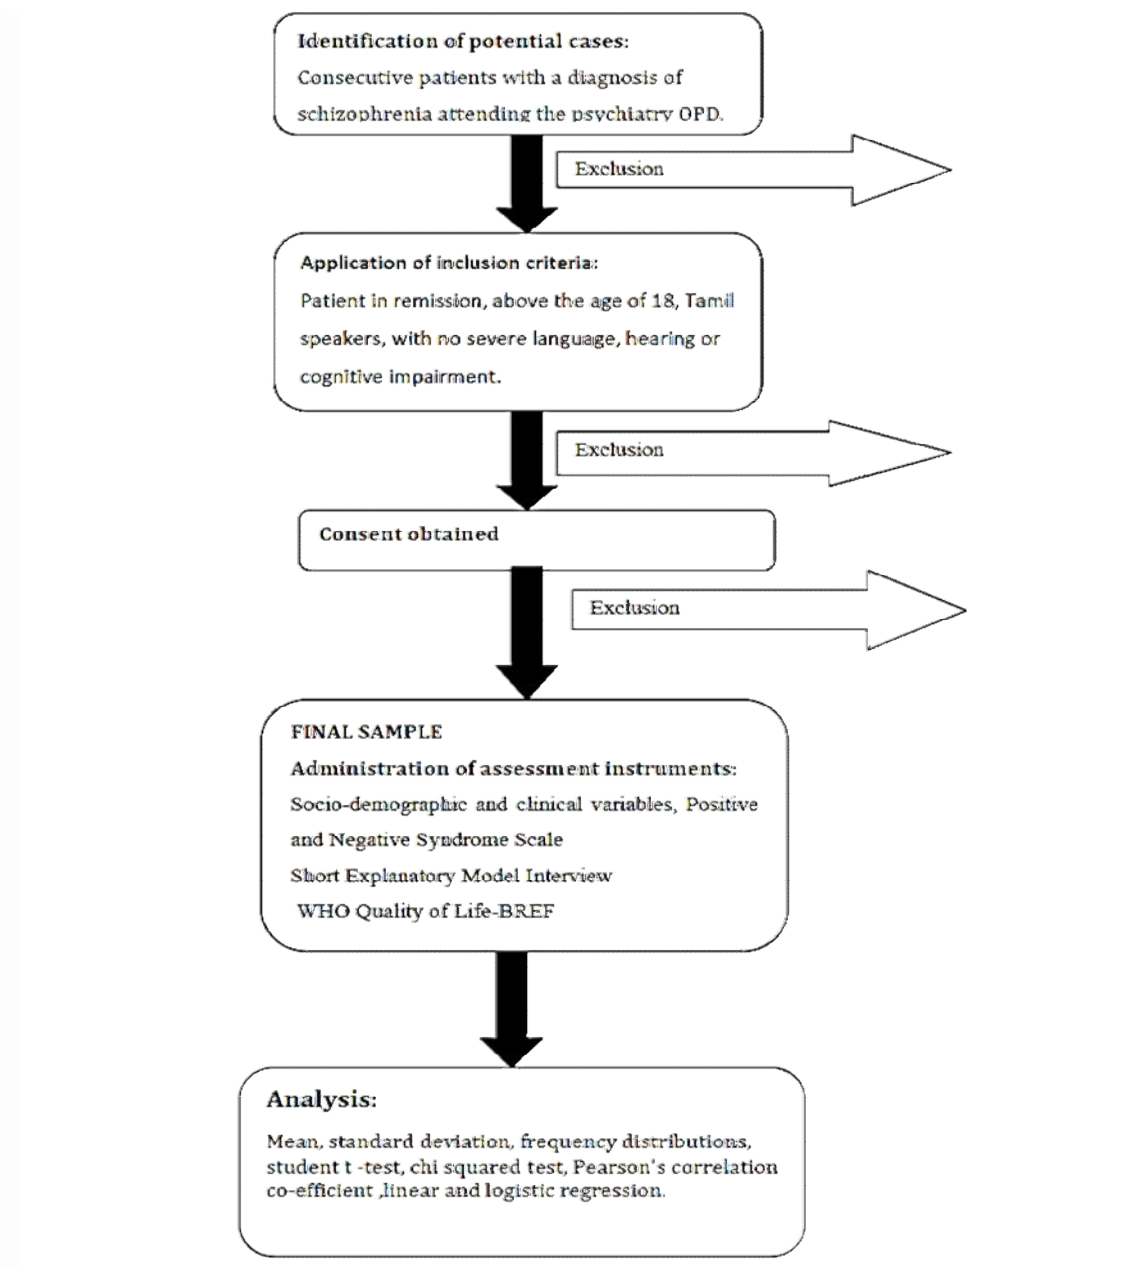 Identification of potential cases:
Consecutive patients with a diagnosis of
schizophrenia attending the psychiatry OPD.
Exclusion
Application of inclusion criteria:
Patient in remission, above the age of 18, Tamil
speakers, with no severe language, hearing or
cognitive impairment.
Exclusion
Consent obtained
Exclusion
FINAL SAMPLE
Administration of assessment instruments:
Socio-demographic and clinical variables, Positive
and Negative Syndrome Scale
Short Explanatory Model Interview
WHO Quality of Life-BREF
Analysis:
Mean, standard deviation, frequency distributions,
student t -test, chi squared test, Pearson's correlation
co-efficient ,linear and logistic regression.